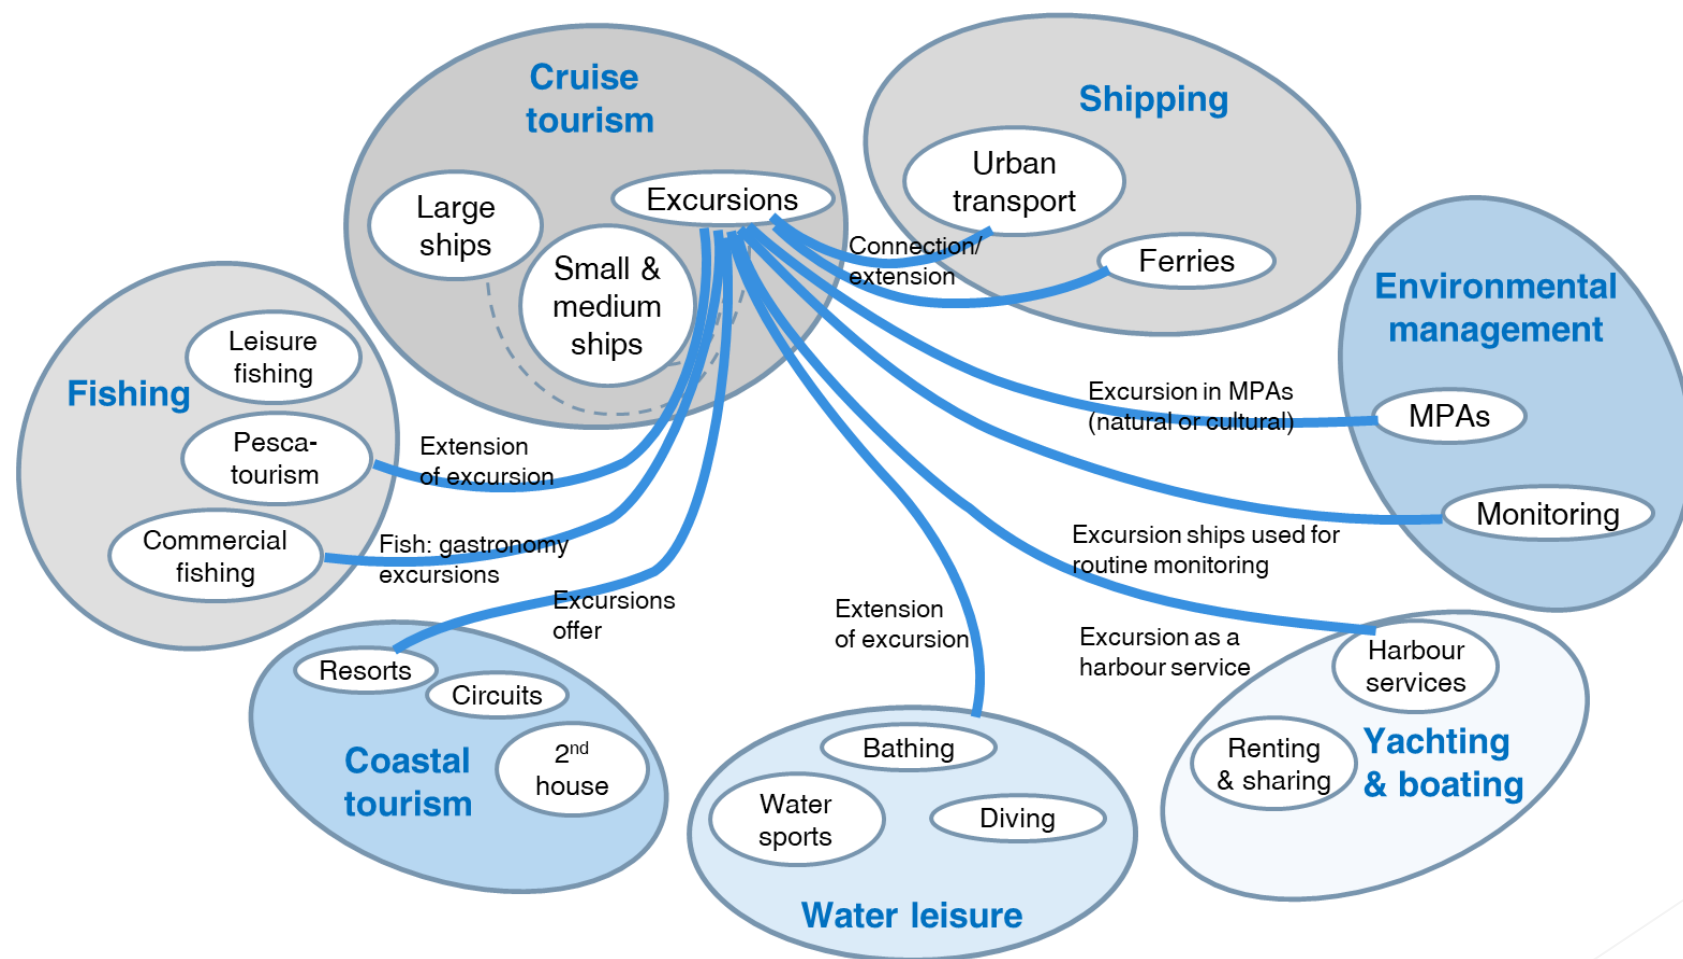 Cruise
tourism
Large
ships
Excursions
Small &
medium
ships
Shipping
Urban
transport
Ferries
Connection/
extension
Environmental
management
MPAs
Monitoring
Excursion in MPAs
(natural or cultural)
Excursion ships used for
routine monitoring
Fishing
Leisure
fishing
Pesca-
tourism
Commercial
fishing
Extension
of excursion
Fish: gastronomy
excursions
Excursions
offer
Extension
of excursion
Excursion as a
harbour service
Coastal
tourism
Resorts
Circuits
2nd
house
Water leisure
Bathing
Water
sports
Diving
Yachting
& boating
Harbour
services
Renting
& sharing